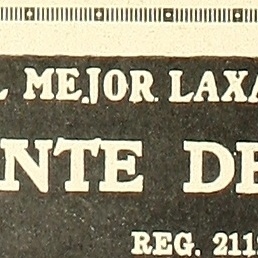 L MEJOR LAXA
NTE DE
REG. 211